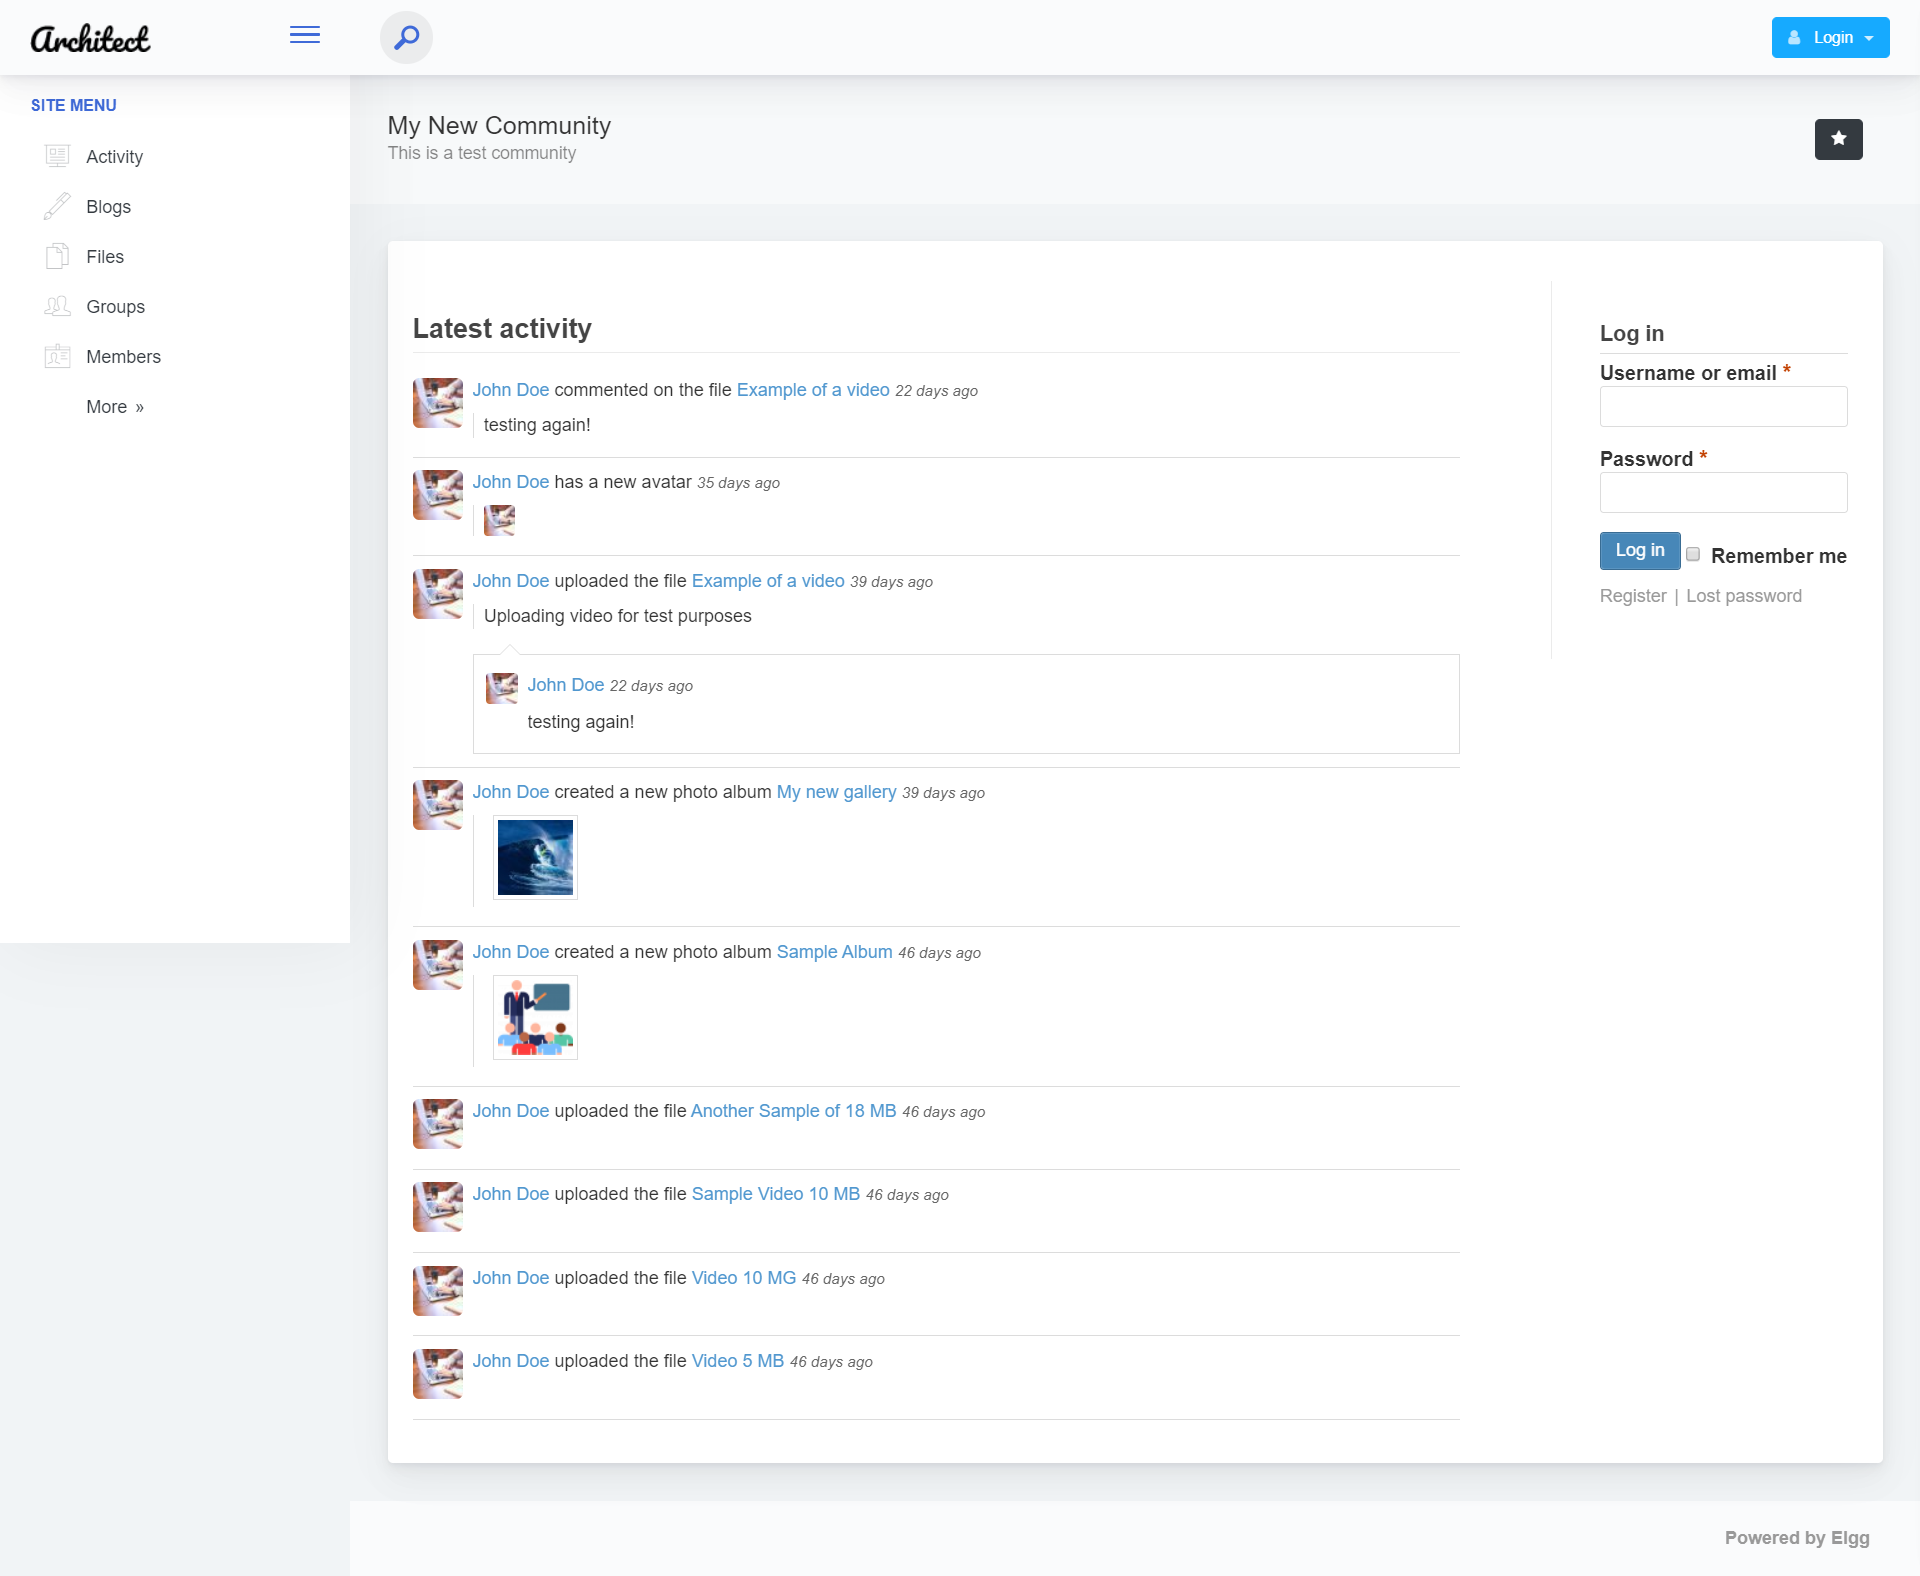 Architect
Login
SITE MENU
Activity
Blogs
Files
Groups
Members
More »
My New Community
This is a test community
Latest activity
John Doe commented on the file Example of a video 22 days ago
testing again!
John Doe has a new avatar 35 days ago
John Doe uploaded the file Example of a video 39 days ago
Uploading video for test purposes
John Doe 22 days ago
testing again!
John Doe created a new photo album My new gallery 39 days ago
John Doe created a new photo album Sample Album 46 days ago
John Doe uploaded the file Another Sample of 18 MB 46 days ago
John Doe uploaded the file Sample Video 10 MB 46 days ago
John Doe uploaded the file Video 10 MG 46 days ago
John Doe uploaded the file Video 5 MB 46 days ago
Log in
Username or email *
Password *
Log in Remember me
Register | Lost password
Powered by Elgg